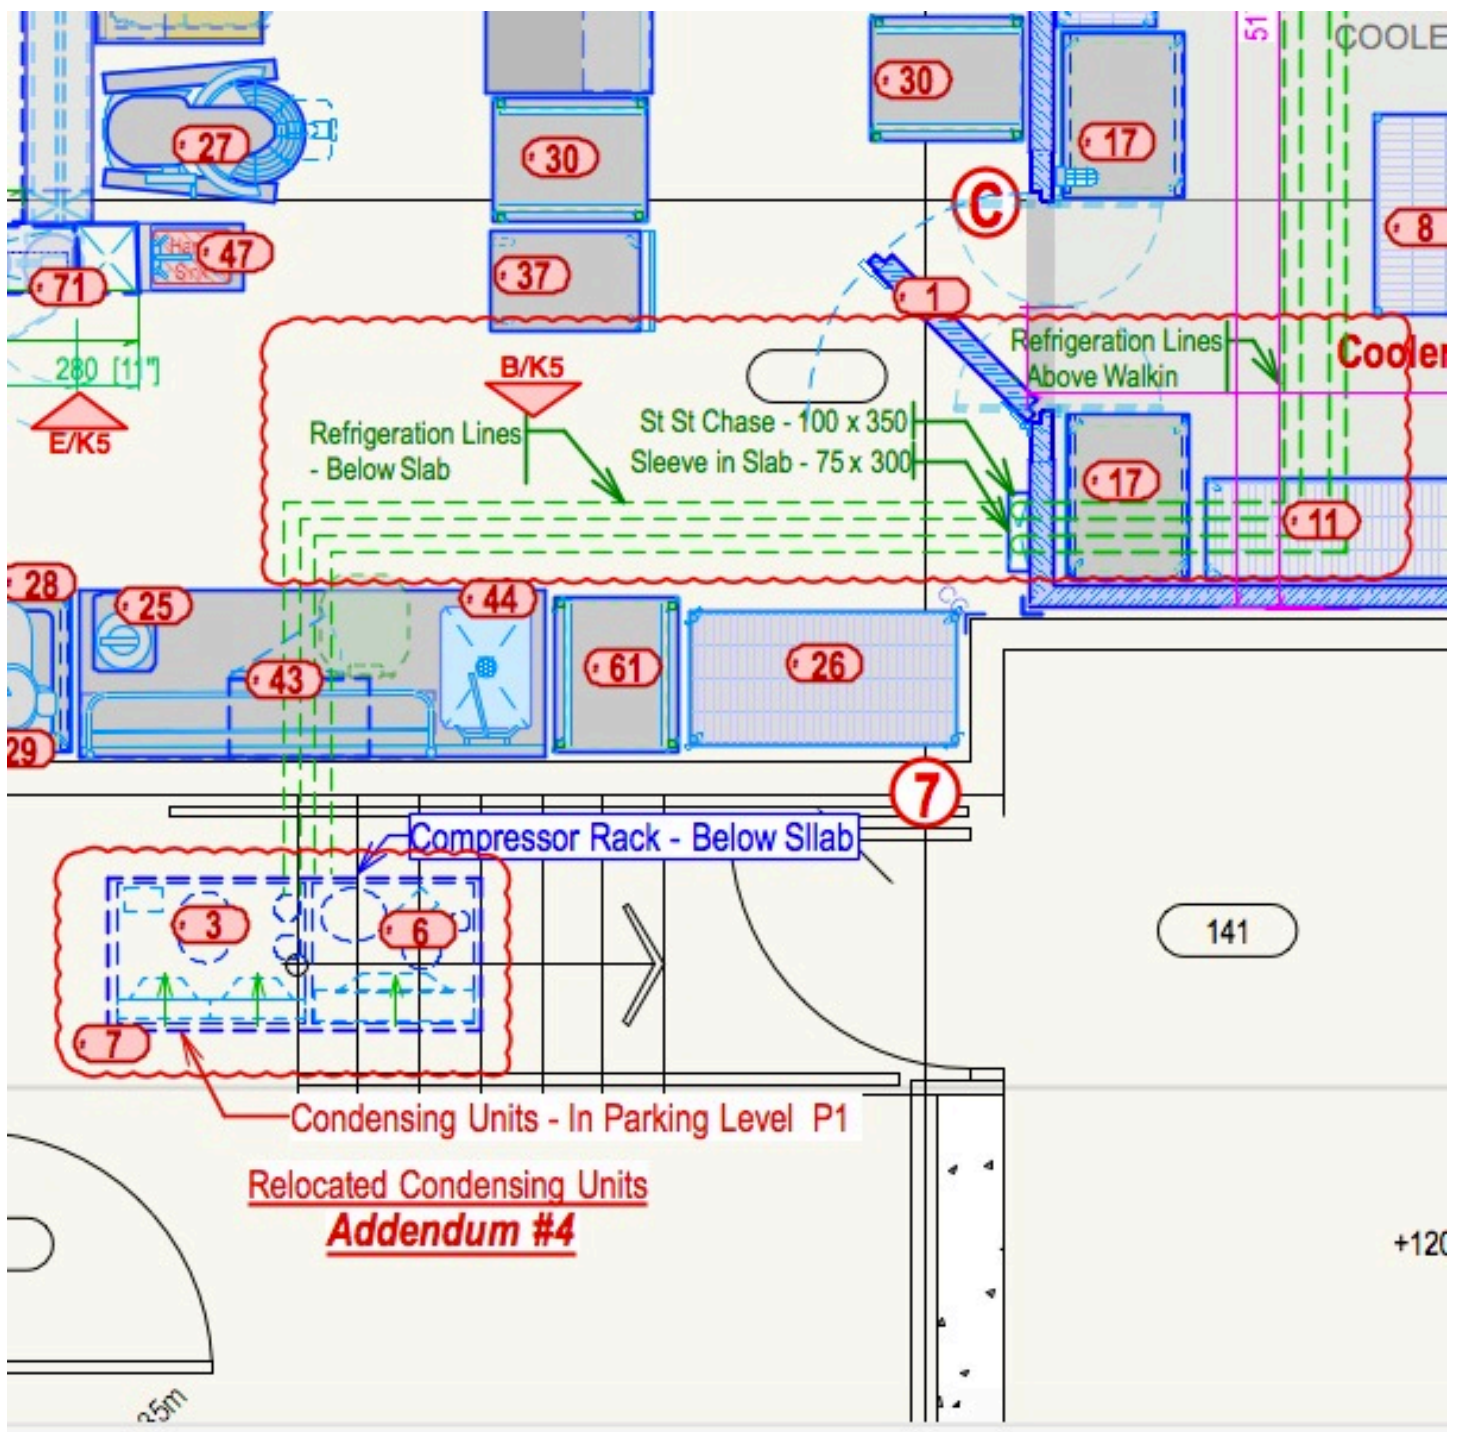 51
COOLE
30
27
30
17
C
47
8
37
71
1
Refrigeration Lines
Above Walkin
Cooler
280 [11"]
B/K5
E/K5
Refrigeration Lines
- Below Slab
St St Chase - 100 x 350
Sleeve in Slab - 75 x 300
17
11
28
25
44
43
61
26
29
7
Compressor Rack - Below Sllab
3
6
141
7
Condensing Units - In Parking Level P1
Relocated Condensing Units
Addendum #4
+120
35m